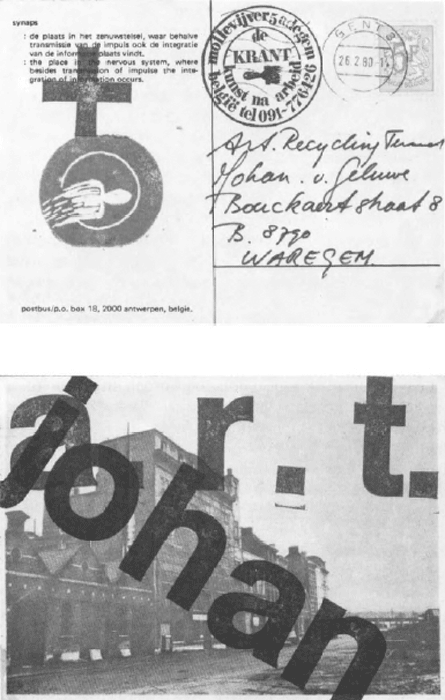 synaps
: de plaats in het zenuwstelsel, waar behalve
transmissie van de impuls ook de integratie
van de informatie plaats vindt.
: the place in the nervous system, where
besides transmission of impulse the inte-
gration of information occurs.
mollevijver 5 adegem
de
KRANT
kunst na arbeid
belgië tel 091-776426
GENT
26.2.80
5F
Art. Recycling
Johan. v. Geluwe
Bouckaertstraat 8
B. 8790
WAREGEM
postbus/p.o. box 18, 2000 antwerpen, belgie.
a.r.t.
johan